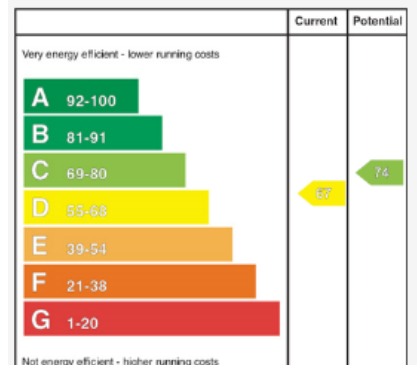 Current Potential
Very energy efficient - lower running costs
A 92-100
B 81-91
C 69-80
74
67
D 55-68
E 39-54
F 21-38
G 1-20
Not energy efficient - higher running costs